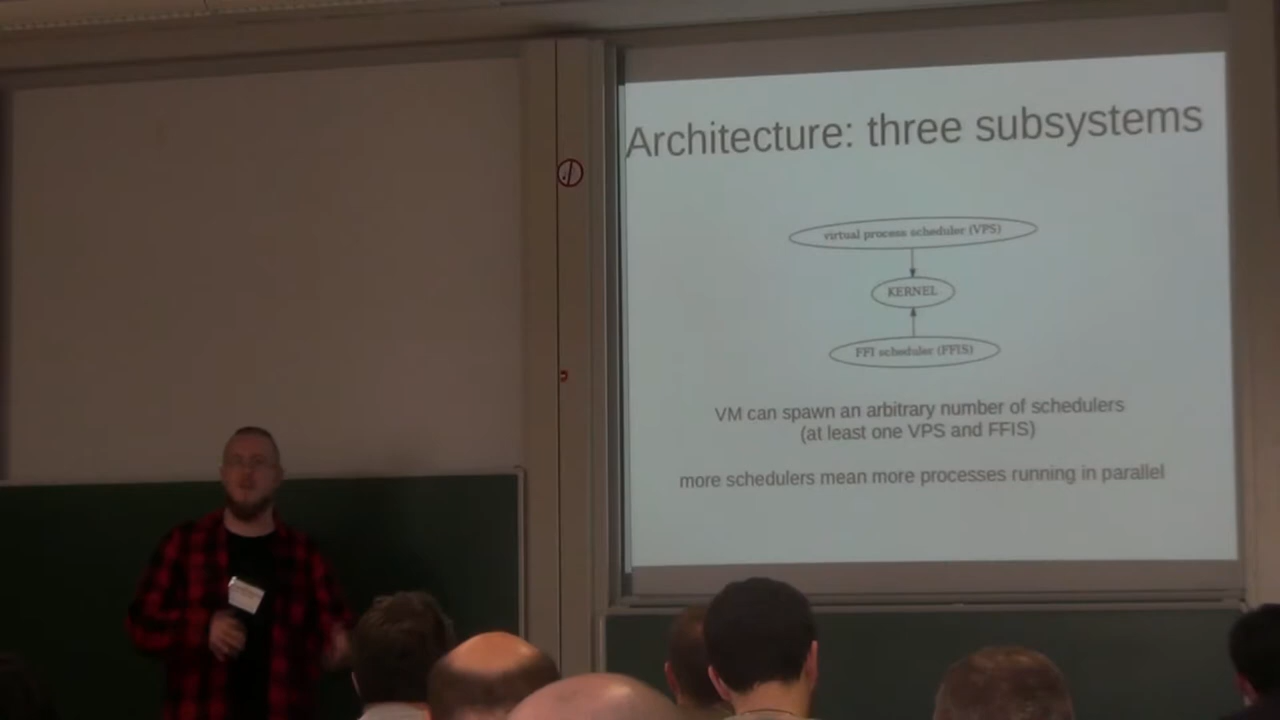 Architecture: three subsystems
virtual process scheduler (VPS)
KERNEL
FFI scheduler (FFIS)
VM can spawn an arbitrary number of schedulers
(at least one VPS and FFIS)
more schedulers mean more processes running in parallel